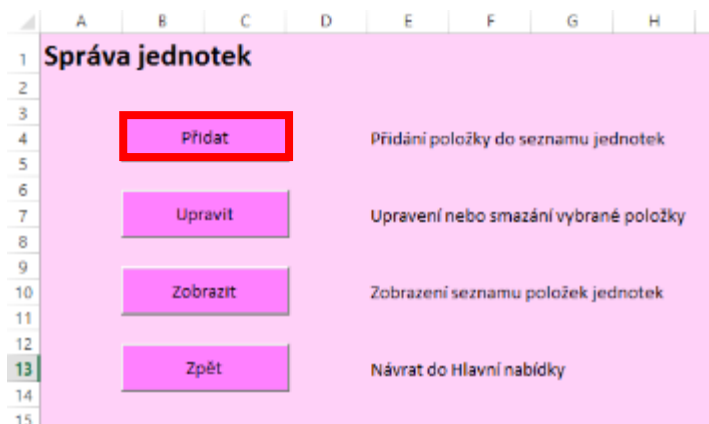 A B C D E F G H
1 Správa jednotek
2
3
4 Přidat Přidání položky do seznamu jednotek
5
6
7 Upravit Upravení nebo smazání vybrané položky
8
9
10 Zobrazit Zobrazení seznamu položek jednotek
11
12
13 Zpět Návrat do Hlavní nabídky
14
15